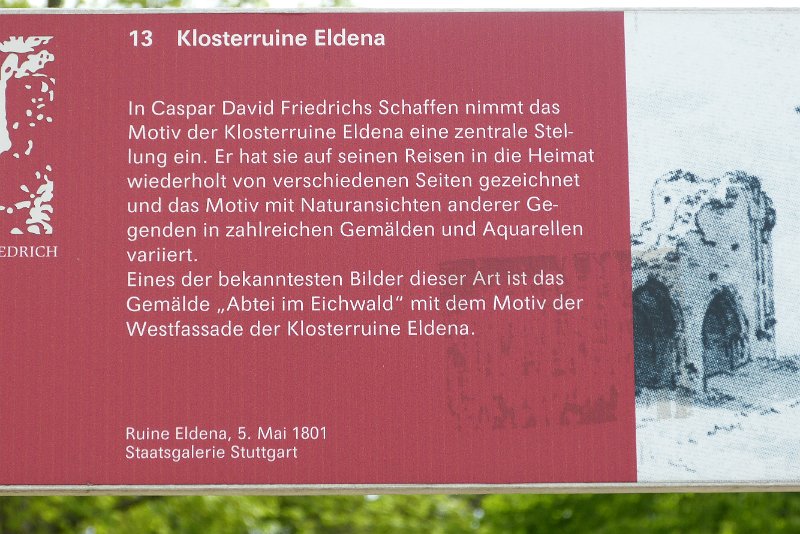 13 Klosterruine Eldena
In Caspar David Friedrichs Schaffen nimmt das
Motiv der Klosterruine Eldena eine zentrale Stel-
lung ein. Er hat sie auf seinen Reisen in die Heimat
wiederholt von verschiedenen Seiten gezeichnet
und das Motiv mit Naturansichten anderer Ge-
genden in zahlreichen Gemälden und Aquarellen
variiert.
Eines der bekanntesten Bilder dieser Art ist das
Gemälde „Abtei im Eichwald“ mit dem Motiv der
Westfassade der Klosterruine Eldena.
Ruine Eldena, 5. Mai 1801
Staatsgalerie Stuttgart
EDRICH